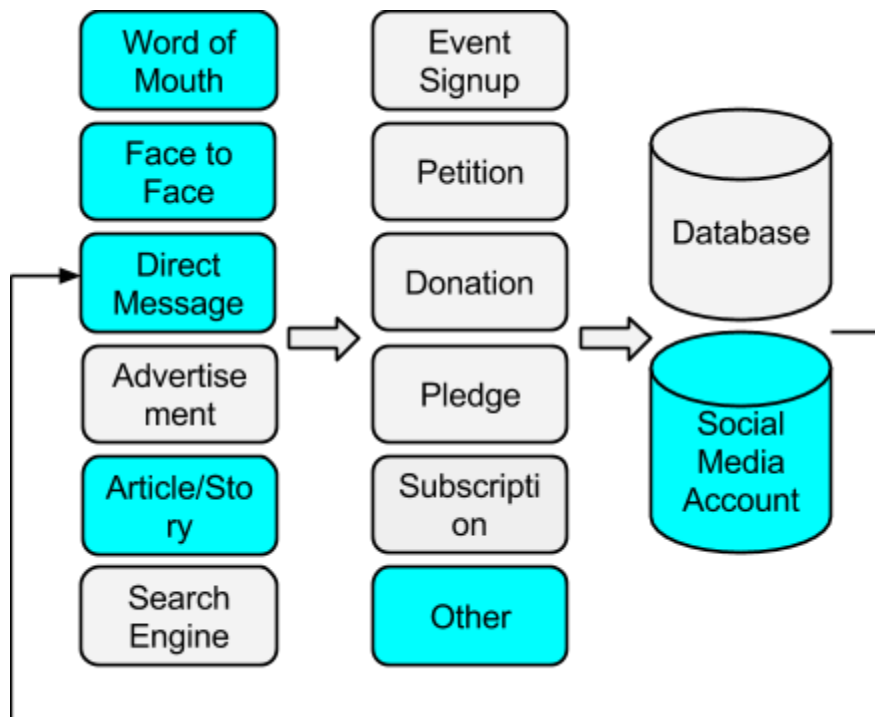 Word of
Mouth
Face to
Face
Direct
Message
Advertise
ment
Article/Sto
ry
Search
Engine
Event
Signup
Petition
Donation
Pledge
Subscripti
on
Other
Database
Social
Media
Account